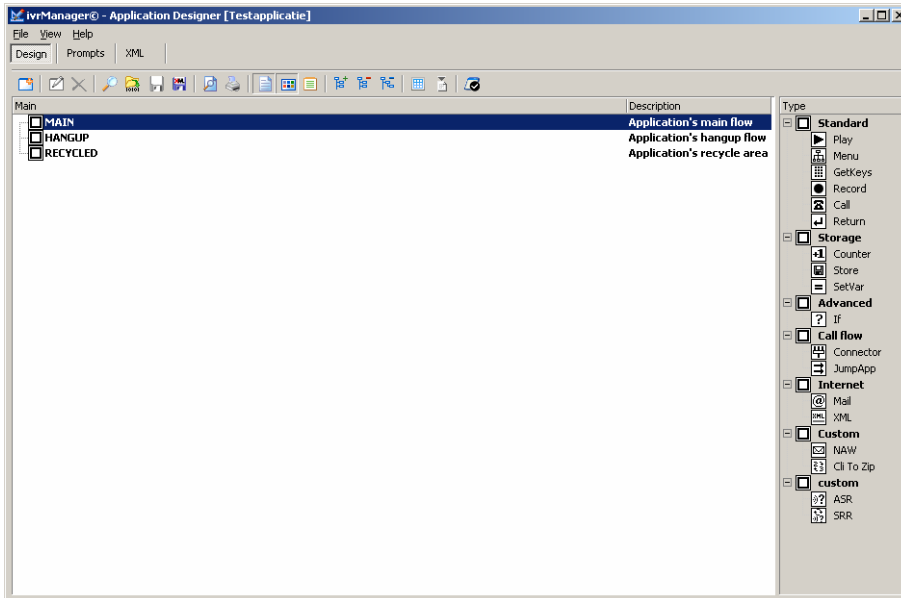 ivrManager© - Application Designer [Testapplicatie]
File View Help
Design Prompts XML
Main Description Type
MAIN Application's main flow
HANGUP Application's hangup flow
RECYCLED Application's recycle area
Standard
Play
Menu
GetKeys
Record
Call
Return
Storage
Counter
Store
SetVar
Advanced
If
Call flow
Connector
JumpApp
Internet
Mail
XML
Custom
NAW
Cli To Zip
custom
ASR
SRR